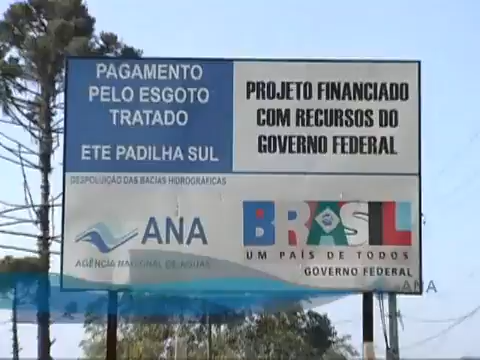 PAGAMENTO
PELO ESGOTO
TRATADO
ETE PADILHA SUL
PROJETO FINANCIADO
COM RECURSOS DO
GOVERNO FEDERAL
DESPOLUIÇÃO DAS BACIAS HIDROGRÁFICAS
ANA
AGÊNCIA NACIONAL DE ÁGUAS
BRASIL
UM PAÍS DE TODOS
GOVERNO FEDERAL
ANA